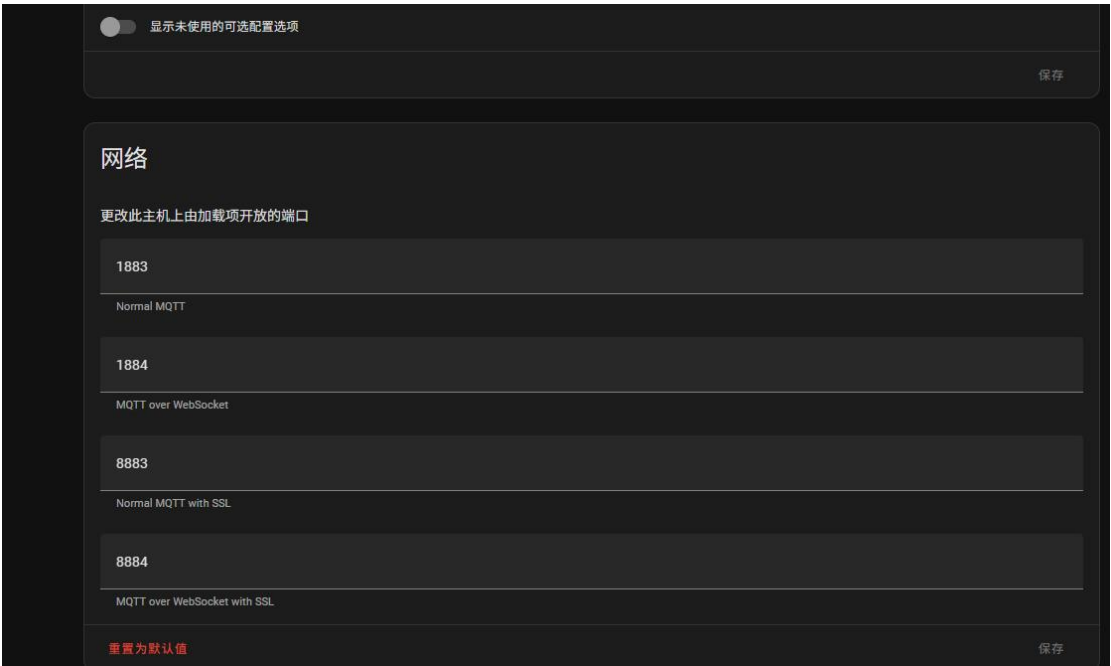 显示未使用的可选配置选项
保存
网络
更改此主机上由加载项开放的端口
1883
Normal MQTT
1884
MQTT over WebSocket
8883
Normal MQTT with SSL
8884
MQTT over WebSocket with SSL
重置为默认值
保存